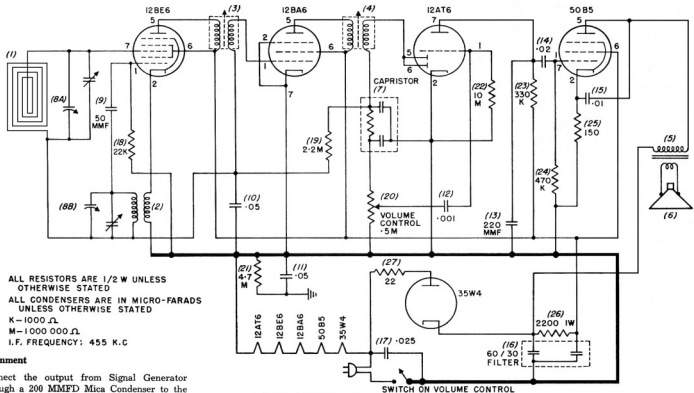 12BE6
(3)
12BA6
(4)
12AT6
50B5
(1)
5
7
6
1
2
(8A)
(9)
50
MMF
(18)
22K
(8B)
(2)
5
2
6
1
7
CAPRISTOR
(7)
(19)
2·2M
(10)
·05
(20)
VOLUME
CONTROL
·5M
(12)
·001
7
5
6
1
2
(22)
10
M
(14)
·02
(23)
330
K
(24)
470
K
(13)
220
MMF
5
1
7
6
2
(15)
·01
(25)
150
(5)
(6)
ALL RESISTORS ARE 1/2 W UNLESS
OTHERWISE STATED
ALL CONDENSERS ARE IN MICRO-FARADS
UNLESS OTHERWISE STATED
K-1000 Ω
M-1000 000 Ω
I.F. FREQUENCY: 455 K.C
(21)
4·7
M
(11)
·05
(27)
22
35W4
12AT6
12BE6
12BA6
50B5
35W4
(17) ·025
(26)
2200 1W
(16)
60/30
FILTER
SWITCH ON VOLUME CONTROL
nment
nect the output from Signal Generator
ugh a 200 MMFD Mica Condenser to the